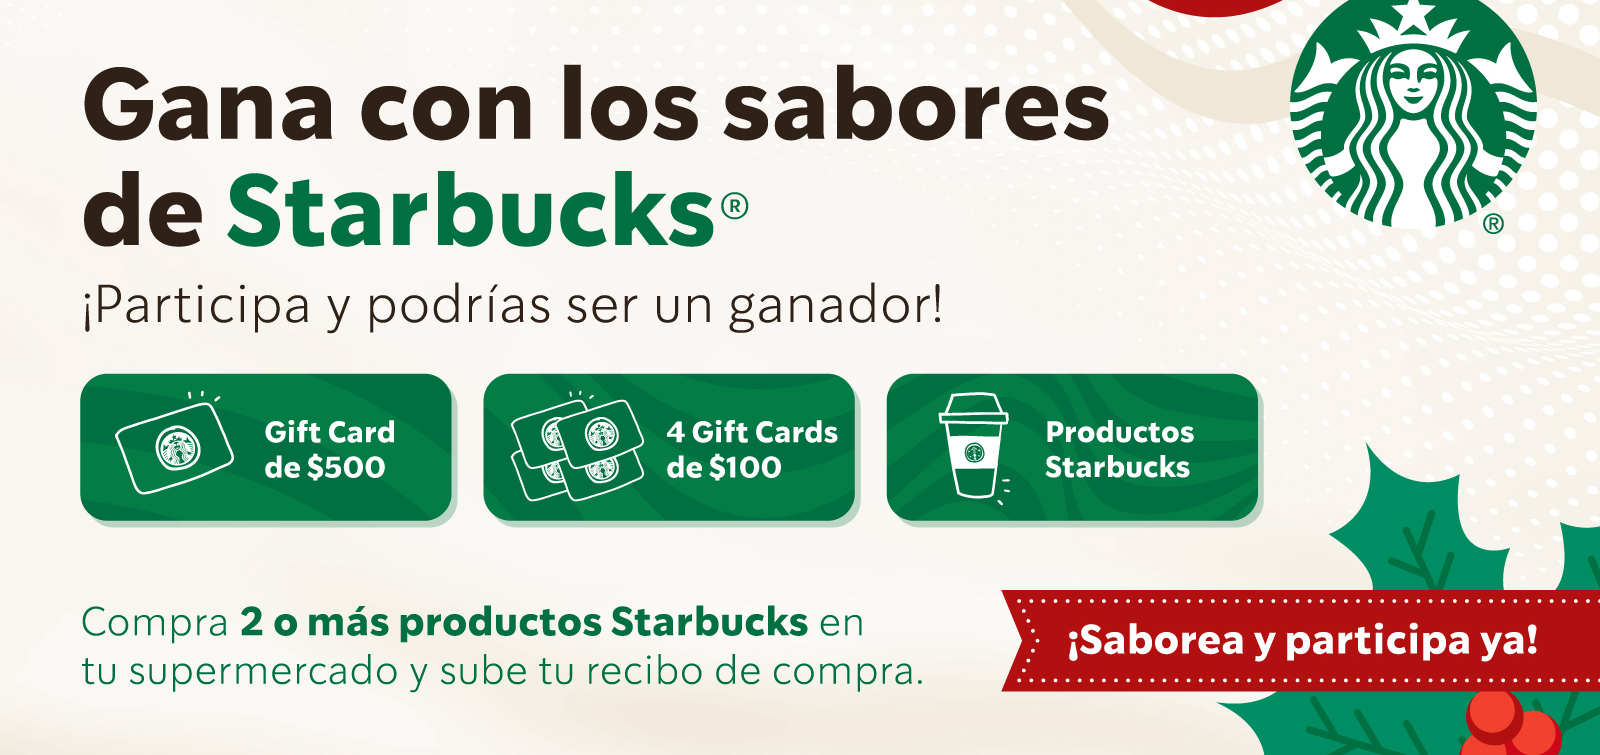 Gana con los sabores
de Starbucks®
¡Participa y podrías ser un ganador!
Gift Card
de $500
4 Gift Cards
de $100
Productos
Starbucks
Compra 2 o más productos Starbucks en
tu supermercado y sube tu recibo de compra.
¡Saborea y participa ya!
®